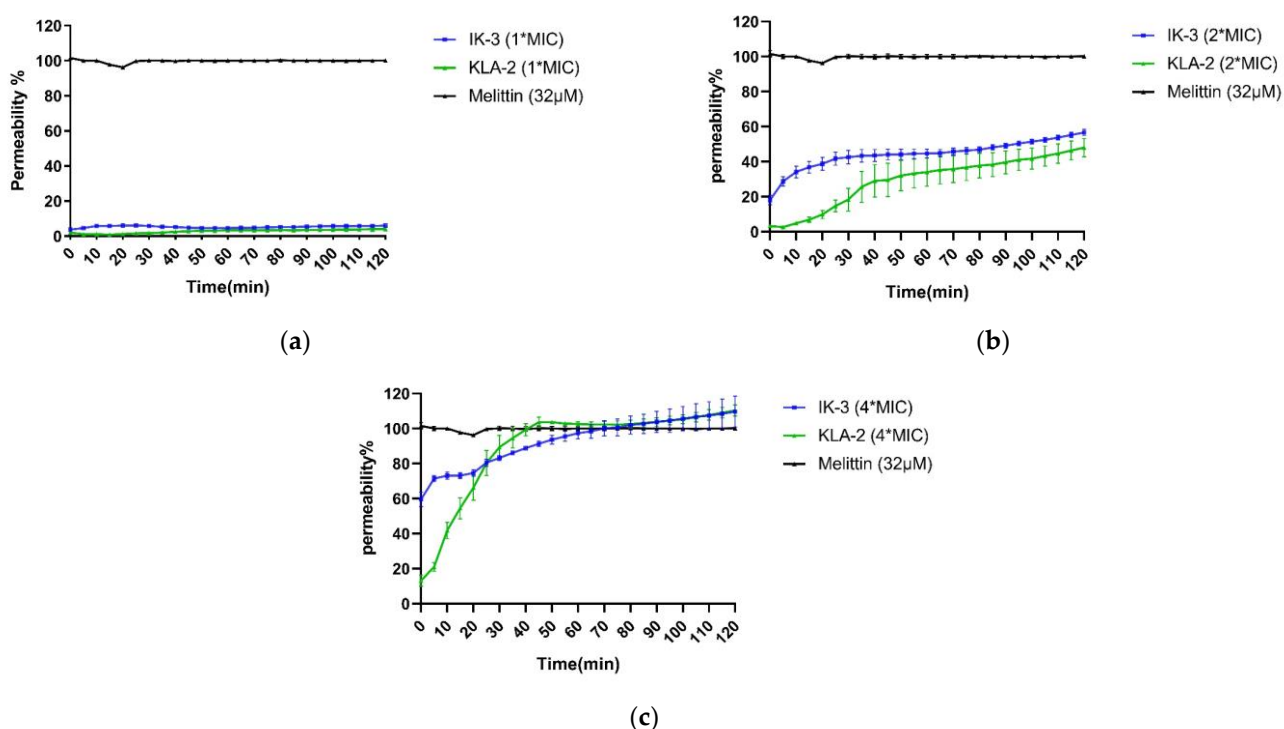 120
100
80
60
40
20
0
Permeability %
0 10 20 30 40 50 60 70 80 90 100 110 120
Time(min)
IK-3 (1*MIC)
KLA-2 (1*MIC)
Melittin (32μM)
(a)
120
100
80
60
40
20
0
permeability%
0 10 20 30 40 50 60 70 80 90 100 110 120
Time(min)
IK-3 (2*MIC)
KLA-2 (2*MIC)
Melittin (32μM)
(b)
120
100
80
60
40
20
0
permeability%
0 10 20 30 40 50 60 70 80 90 100 110 120
Time(min)
IK-3 (4*MIC)
KLA-2 (4*MIC)
Melittin (32μM)
(c)